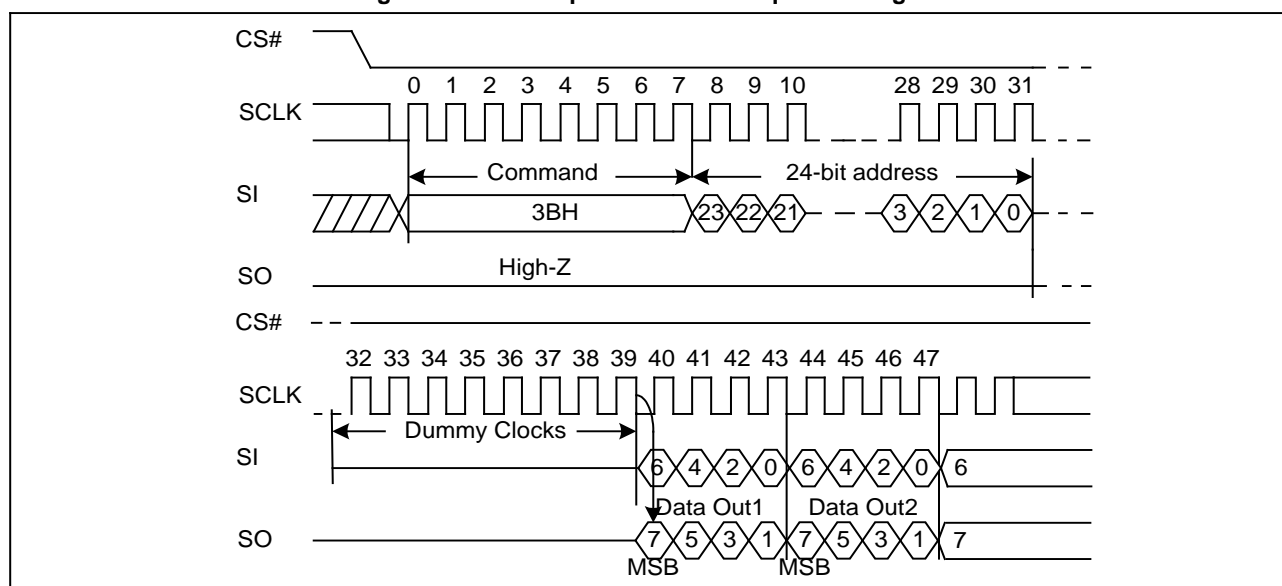 CS#
0 1 2 3 4 5 6 7 8 9 10 28 29 30 31
SCLK
Command 24-bit address
SI
3BH 23 22 21 3 2 1 0
High-Z
SO
CS#
32 33 34 35 36 37 38 39 40 41 42 43 44 45 46 47
SCLK
Dummy Clocks
SI
6 4 2 0 6 4 2 0 6
Data Out1 Data Out2
SO
7 5 3 1 7 5 3 1 7
MSB MSB